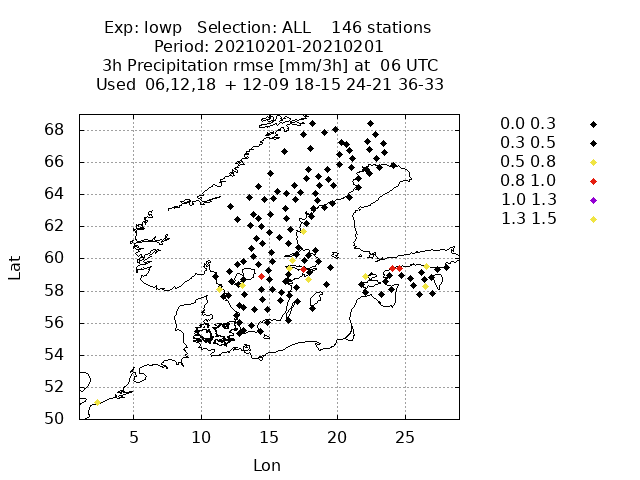 Exp: lowp   Selection: ALL    146 stations
Period: 20210201-20210201
3h Precipitation rmse [mm/3h] at  06 UTC
Used  06,12,18  + 12-09 18-15 24-21 36-33
0.0 0.3
0.3 0.5
0.5 0.8
0.8 1.0
1.0 1.3
1.3 1.5
68
66
64
62
60
58
56
54
52
50
Lat
5 10 15 20 25
Lon